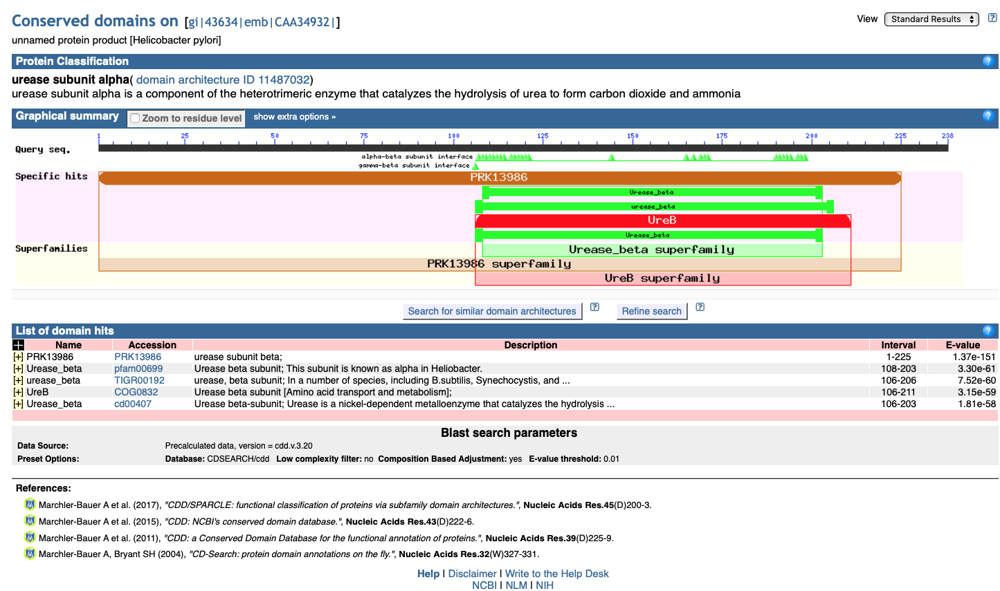 Conserved domains on [gi|43634|emb|CAA34932|]
View Standard Results ?
unnamed protein product [Helicobacter pylori]
Protein Classification ?
urease subunit alpha( domain architecture ID 11487032)
urease subunit alpha is a component of the heterotrimeric enzyme that catalyzes the hydrolysis of urea to form carbon dioxide and ammonia
Graphical summary Zoom to residue level show extra options » ?
1 25 50 75 100 125 150 175 200 225 238
Query seq.
alpha-beta subunit interface
gamma-beta subunit interface
Specific hits PRK13986
Urease_beta
urease_beta
UreB
Urease_beta
Superfamilies Urease_beta superfamily
PRK13986 superfamily
UreB superfamily
Search for similar domain architectures ? Refine search ?
List of domain hits ?
+ Name Accession Description Interval E-value
[+] PRK13986 PRK13986 urease subunit beta; 1-225 1.37e-151
[+] Urease_beta pfam00699 Urease beta subunit; This subunit is known as alpha in Heliobacter. 108-203 3.30e-61
[+] urease_beta TIGR00192 urease, beta subunit; In a number of species, including B.subtilis, Synechocystis, and ... 106-206 7.52e-60
[+] UreB COG0832 Urease beta subunit [Amino acid transport and metabolism]; 106-211 3.15e-59
[+] Urease_beta cd00407 Urease beta-subunit; Urease is a nickel-dependent metalloenzyme that catalyzes the hydrolysis ... 106-203 1.81e-58
Blast search parameters
Data Source: Precalculated data, version = cdd.v.3.20
Preset Options: Database: CDSEARCH/cdd Low complexity filter: no Composition Based Adjustment: yes E-value threshold: 0.01
References:
Marchler-Bauer A et al. (2017), "CDD/SPARCLE: functional classification of proteins via subfamily domain architectures.", Nucleic Acids Res.45(D)200-3.
Marchler-Bauer A et al. (2015), "CDD: NCBI's conserved domain database.", Nucleic Acids Res.43(D)222-6.
Marchler-Bauer A et al. (2011), "CDD: a Conserved Domain Database for the functional annotation of proteins.", Nucleic Acids Res.39(D)225-9.
Marchler-Bauer A, Bryant SH (2004), "CD-Search: protein domain annotations on the fly.", Nucleic Acids Res.32(W)327-331.
Help | Disclaimer | Write to the Help Desk
NCBI | NLM | NIH